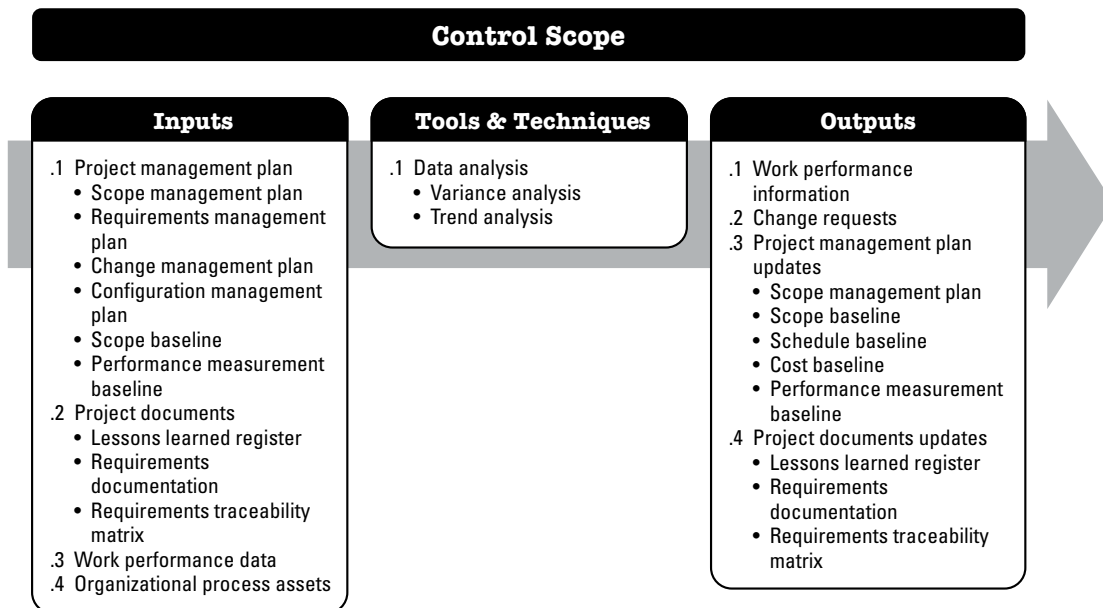 Control Scope
Inputs
.1 Project management plan
• Scope management plan
• Requirements management
plan
• Change management plan
• Configuration management
plan
• Scope baseline
• Performance measurement
baseline
.2 Project documents
• Lessons learned register
• Requirements
documentation
• Requirements traceability
matrix
.3 Work performance data
.4 Organizational process assets
Tools & Techniques
.1 Data analysis
• Variance analysis
• Trend analysis
Outputs
.1 Work performance
information
.2 Change requests
.3 Project management plan
updates
• Scope management plan
• Scope baseline
• Schedule baseline
• Cost baseline
• Performance measurement
baseline
.4 Project documents updates
• Lessons learned register
• Requirements
documentation
• Requirements traceability
matrix